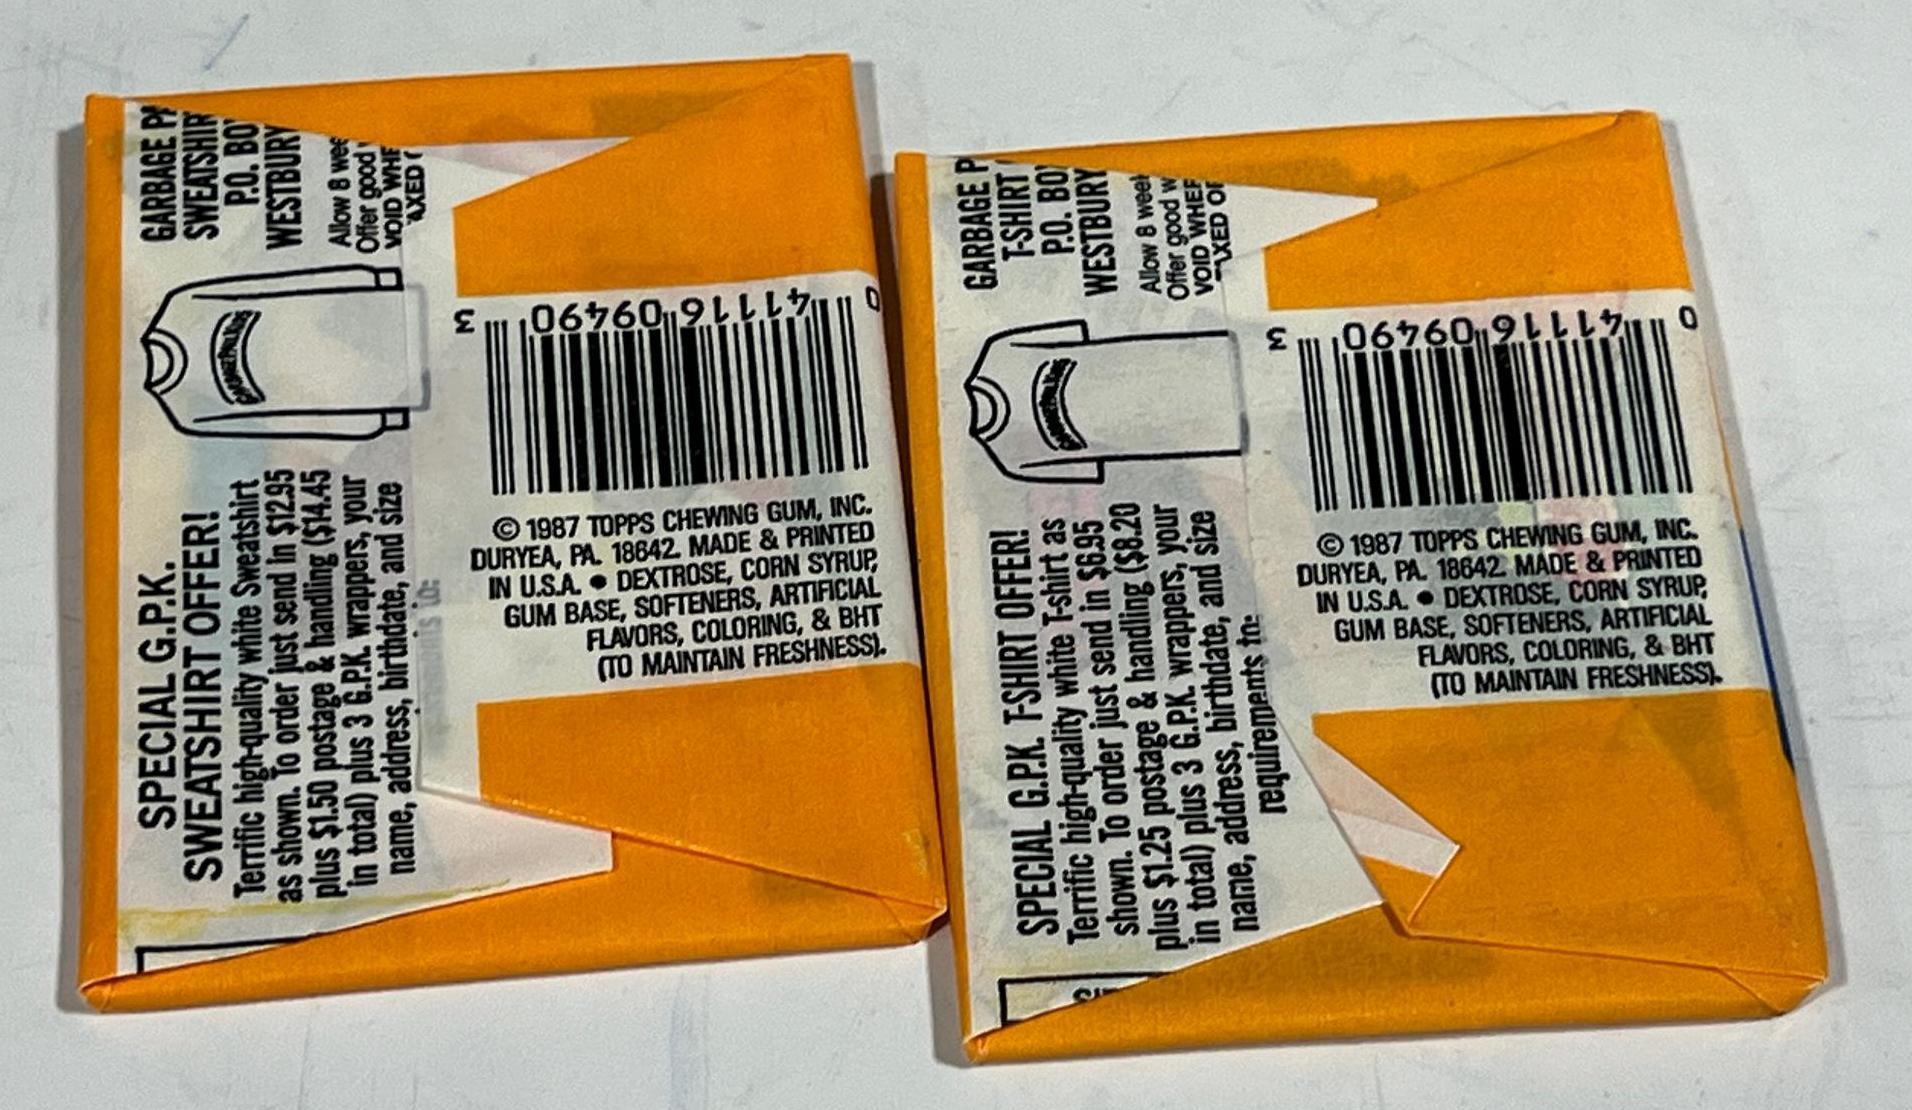 SPECIAL G.P.K.
SWEATSHIRT OFFER!
Terrific high-quality white Sweatshirt
as shown. To order just send in $12.95
plus $1.50 postage & handling ($14.45
in total) plus 3 G.P.K. wrappers, your
name, address, birthdate, and size
GARBAGE
SWEATSHIR
P.O. BO
WESTBURY
Allow 8 wee
Offer good
VOID WHE
AXED
0 41116 09490 3
© 1987 TOPPS CHEWING GUM, INC.
DURYEA, PA. 18642. MADE & PRINTED
IN U.S.A. • DEXTROSE, CORN SYRUP,
GUM BASE, SOFTENERS, ARTIFICIAL
FLAVORS, COLORING, & BHT
(TO MAINTAIN FRESHNESS).
SPECIAL G.P.K. T-SHIRT OFFER!
Terrific high-quality white T-shirt as
shown. To order just send in $6.95
plus $1.25 postage & handling ($8.20
in total) plus 3 G.P.K. wrappers, your
name, address, birthdate, and size
requirements to:
GARBAGE P
T-SHIRT
P.O. BO
WESTBURY
Allow 8 week
Offer good w
VOID WHER
AXED OR
0 41116 09490 3
© 1987 TOPPS CHEWING GUM, INC.
DURYEA, PA. 18642. MADE & PRINTED
IN U.S.A. • DEXTROSE, CORN SYRUP,
GUM BASE, SOFTENERS, ARTIFICIAL
FLAVORS, COLORING, & BHT
(TO MAINTAIN FRESHNESS).